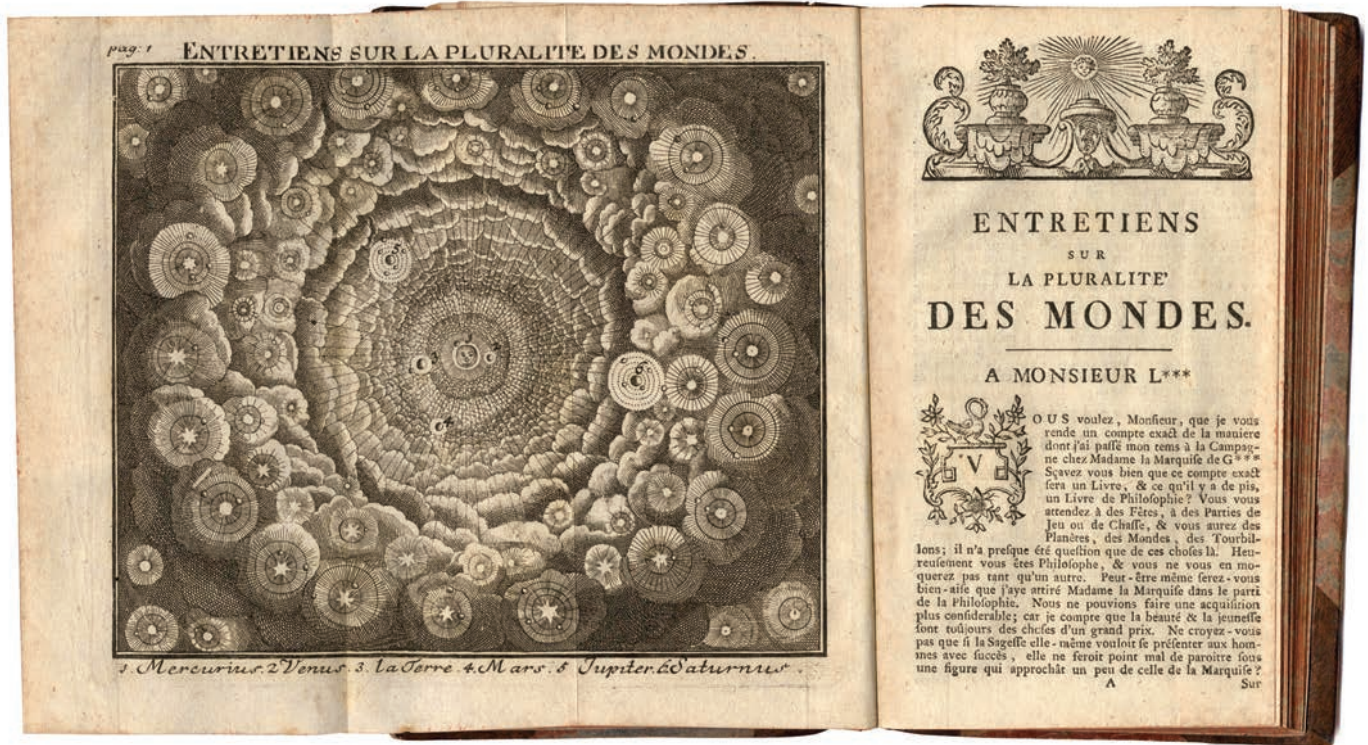 pag: 1 ENTRETIENS SUR LA PLURALITE DES MONDES.
1. Mercurius. 2 Venus. 3. la Terre 4. Mars. 5 Jupiter. 6 Saturnus.
ENTRETIENS
SUR
LA PLURALITE'
DES MONDES.
A MONSIEUR L***
VOUS voulez, Monſieur, que je vous
rende un compte exact de la maniere
dont j'ai paſſé mon tems à la Campag-
ne chez Madame la Marquiſe de G***
Sçavez vous bien que ce compte exact
ſera un Livre, & ce qu'il y a de pis,
un Livre de Philoſophie? Vous vous
attendez à des Fêtes, à des Parties de
Jeu ou de Chaſſe, & vous aurez des
Planètes, des Mondes, des Tourbil-
lons; il n'a preſque été queſtion que de ces choſes là. Heu-
reuſement vous êtes Philoſophe, & vous ne vous en mo-
querez pas tant qu'un autre. Peut-être même ſerez-vous
bien-aiſe que j'aye attiré Madame la Marquiſe dans le parti
de la Philoſophie. Nous ne pouvions faire une acquiſition
plus conſiderable; car je compte que la beauté & la jeuneſſe
ſont toûjours des choſes d'un grand prix. Ne croyez-vous
pas que ſi la Sageſſe elle-même vouloit ſe préſenter aux hom-
mes avec ſuccès, elle ne feroit point mal de paroitre ſous
une figure qui approchât un peu de celle de la Marquiſe?
A Sur